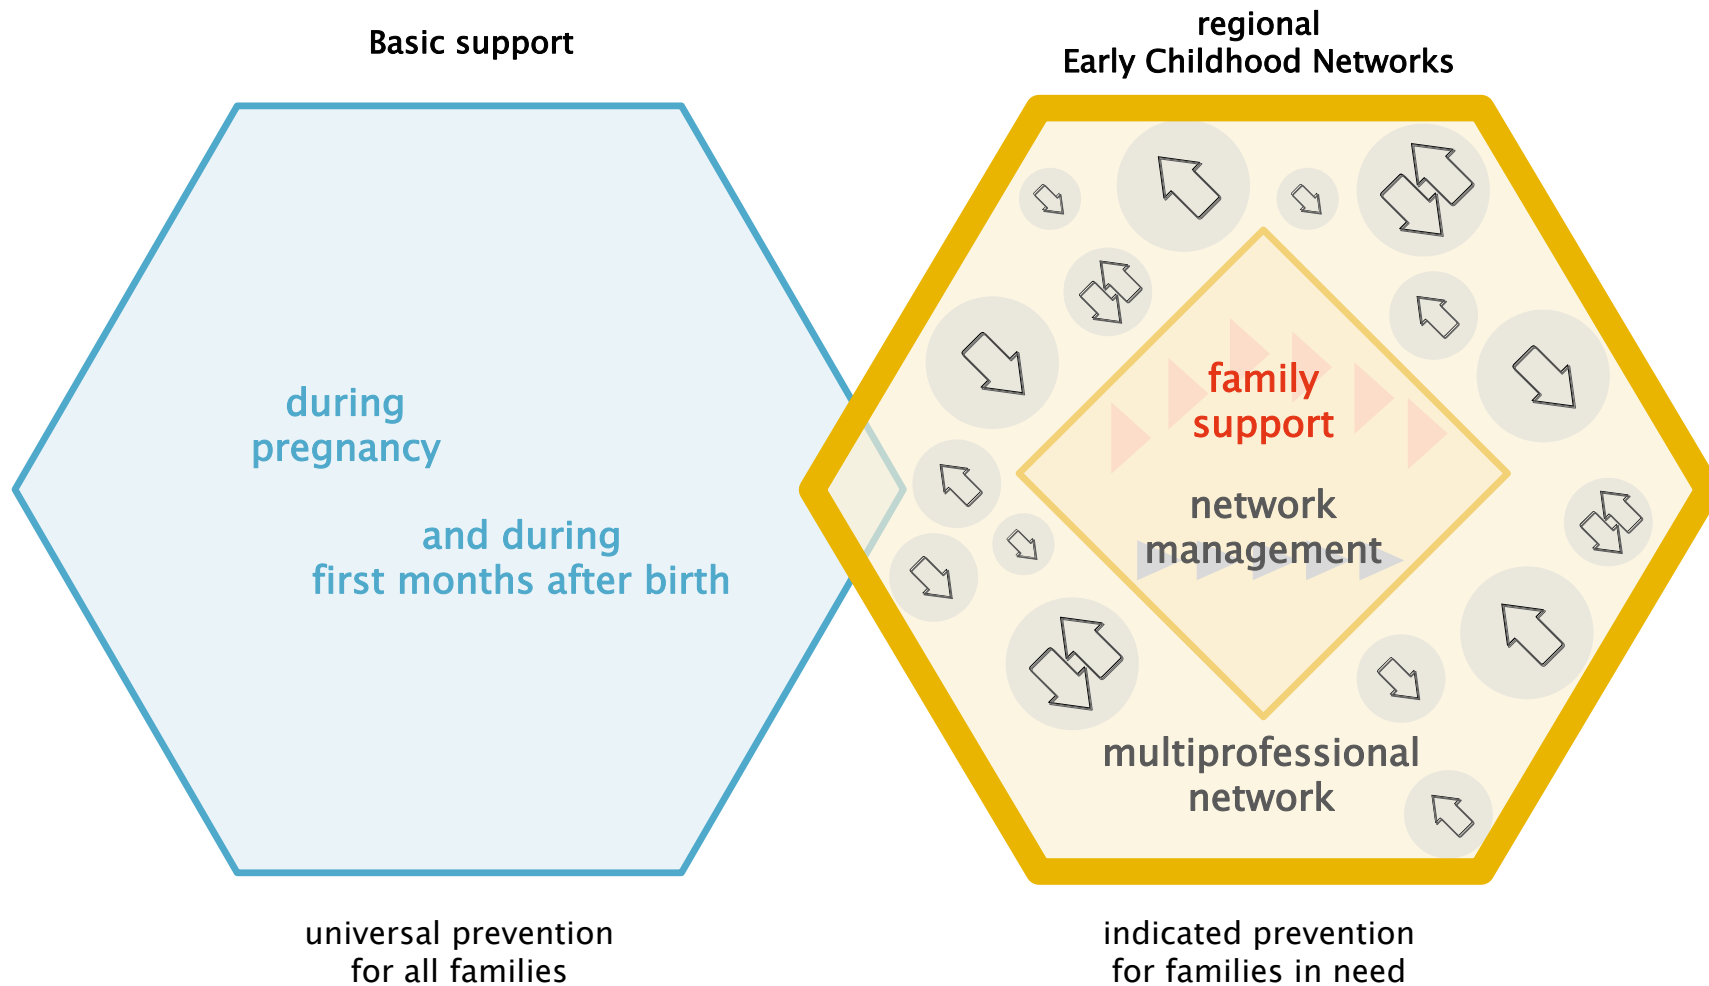 Basic support
regional
Early Childhood Networks
during
pregnancy
and during
first months after birth
family
support
network
management
multiprofessional
network
universal prevention
for all families
indicated prevention
for families in need